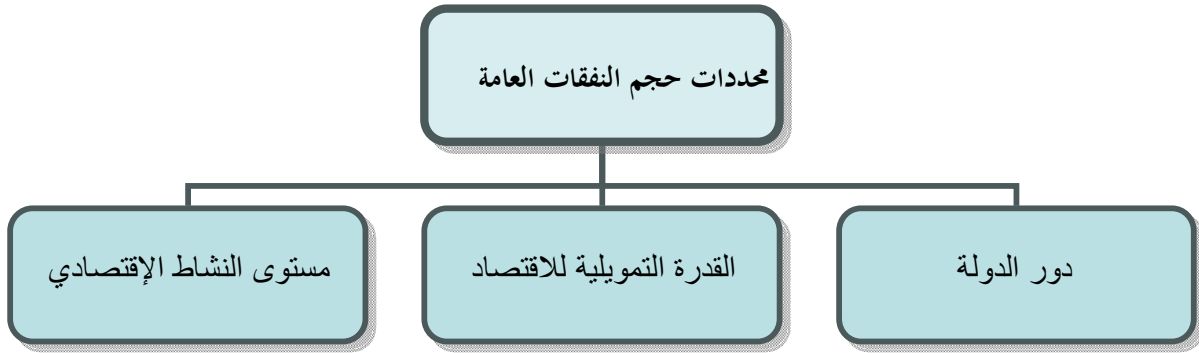 محددات حجم النفقات العامة
دور الدولة
القدرة التمويلية للاقتصاد
مستوى النشاط الإقتصادي